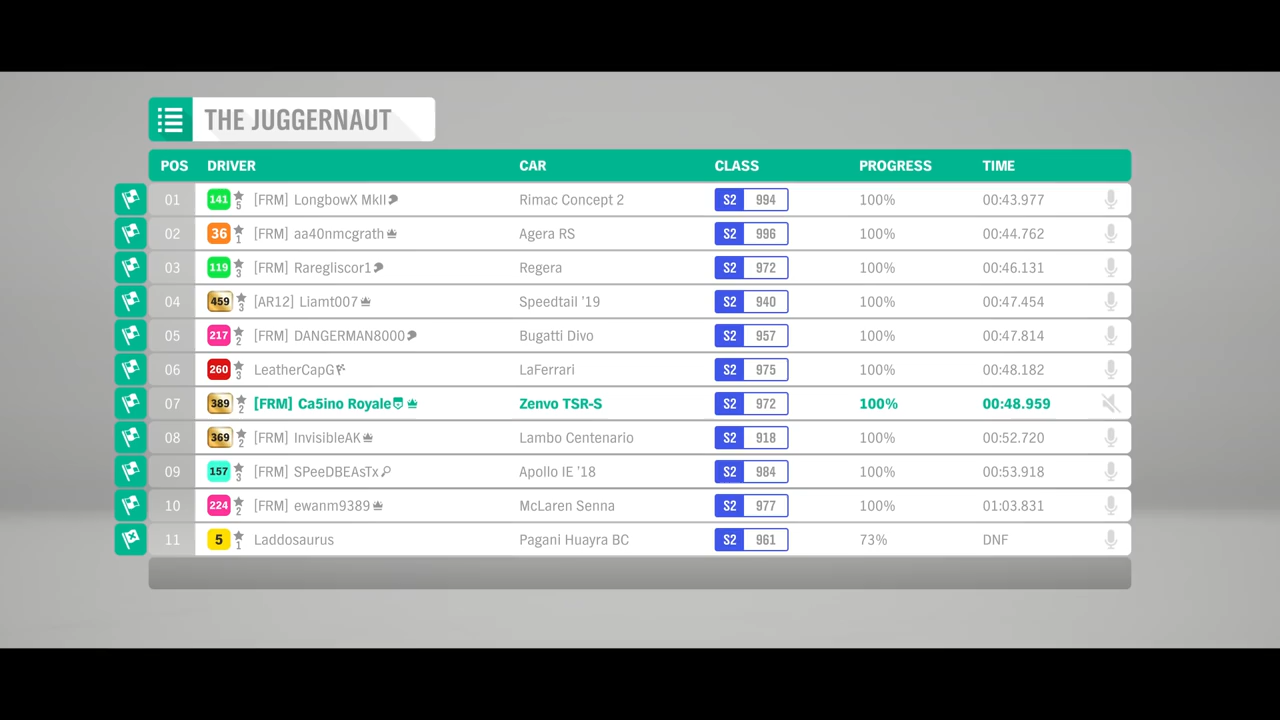 THE JUGGERNAUT
POS DRIVER CAR CLASS PROGRESS TIME
01 141 5 [FRM] LongbowX MkII Rimac Concept 2 S2 994 100% 00:43.977
02 36 1 [FRM] aa40nmcgrath Agera RS S2 996 100% 00:44.762
03 119 3 [FRM] Raregliscor1 Regera S2 972 100% 00:46.131
04 459 3 [AR12] Liamt007 Speedtail '19 S2 940 100% 00:47.454
05 217 2 [FRM] DANGERMAN8000 Bugatti Divo S2 957 100% 00:47.814
06 260 3 LeatherCapG LaFerrari S2 975 100% 00:48.182
07 389 2 [FRM] Ca5ino Royale Zenvo TSR-S S2 972 100% 00:48.959
08 369 2 [FRM] InvisibleAK Lambo Centenario S2 918 100% 00:52.720
09 157 3 [FRM] SPeeDBEAsTx Apollo IE '18 S2 984 100% 00:53.918
10 224 2 [FRM] ewanm9389 McLaren Senna S2 977 100% 01:03.831
11 5 1 Laddosaurus Pagani Huayra BC S2 961 73% DNF